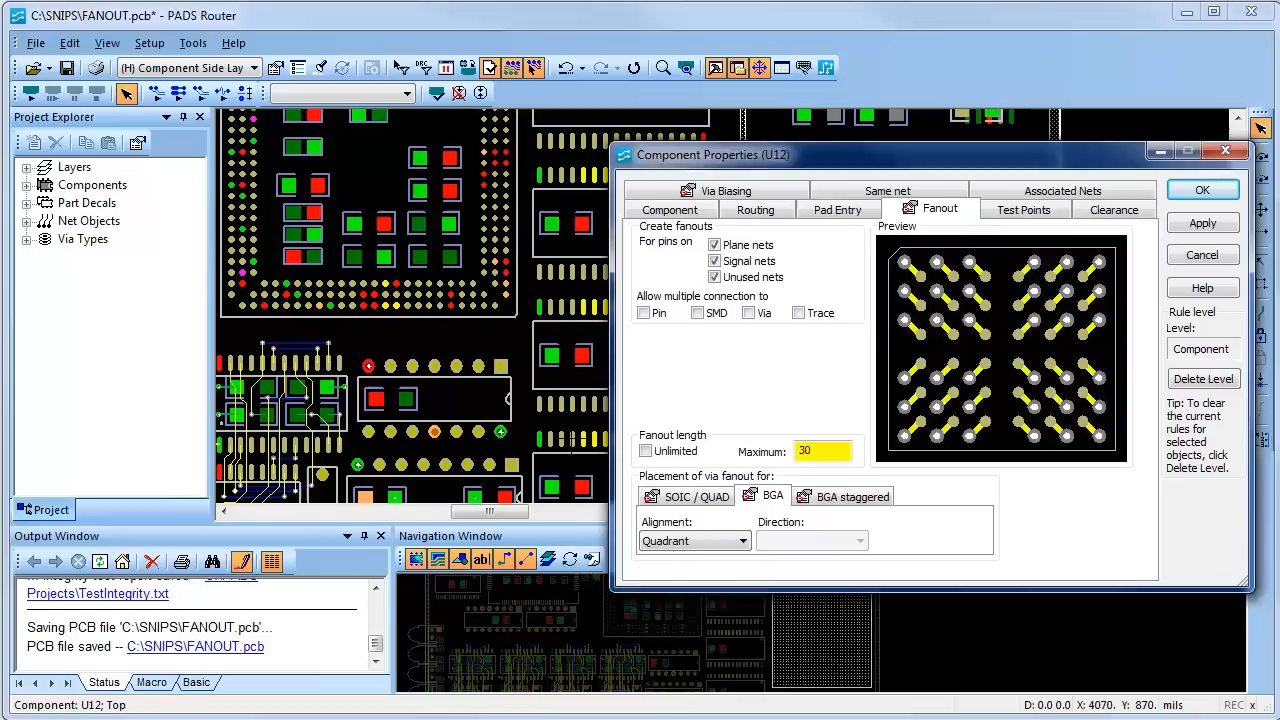 C:\SNIPS\FANOUT.pcb* - PADS Router
File Edit View Setup Tools Help
(H) Component Side Lay
Project Explorer
Layers
Components
Part Decals
Net Objects
Via Types
Project
Component Properties (U12)
Via Biasing Same net Associated Nets
Component Routing Pad Entry Fanout Test Points Clearance
Create fanouts
For pins on
Plane nets
Signal nets
Unused nets
Allow multiple connection to
Pin SMD Via Trace
Fanout length
Unlimited Maximum: 30
Preview
Placement of via fanout for:
SOIC / QUAD BGA BGA staggered
Alignment: Direction:
Quadrant
OK
Apply
Cancel
Help
Rule level
Level:
Component
Delete Level
Tip: To clear
the current
rules for
selected
objects, click
Delete Level.
Output Window
Projects\TestIntegrity.txt
Save PCB file 'C:\SNIPS\FANOUT.pcb'...
PCB file saved - C:\SNIPS\FANOUT.pcb
Status Macro Basic
Navigation Window
ab
Component: U12; Top
D: 0.0 0.0 X: 4070. Y: 870. mils REC x